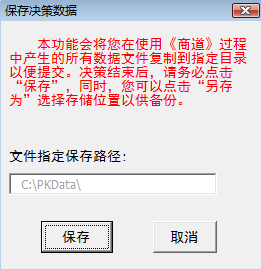 保存决策数据
本功能会将您在使用《商道》过程
中产生的所有数据文件复制到指定目录
以便提交。决策结束后，请务必点击
“保存”，同时，您可以点击“另存
为”选择存储位置以供备份。
文件指定保存路径：
C:\PKData\
保存
取消